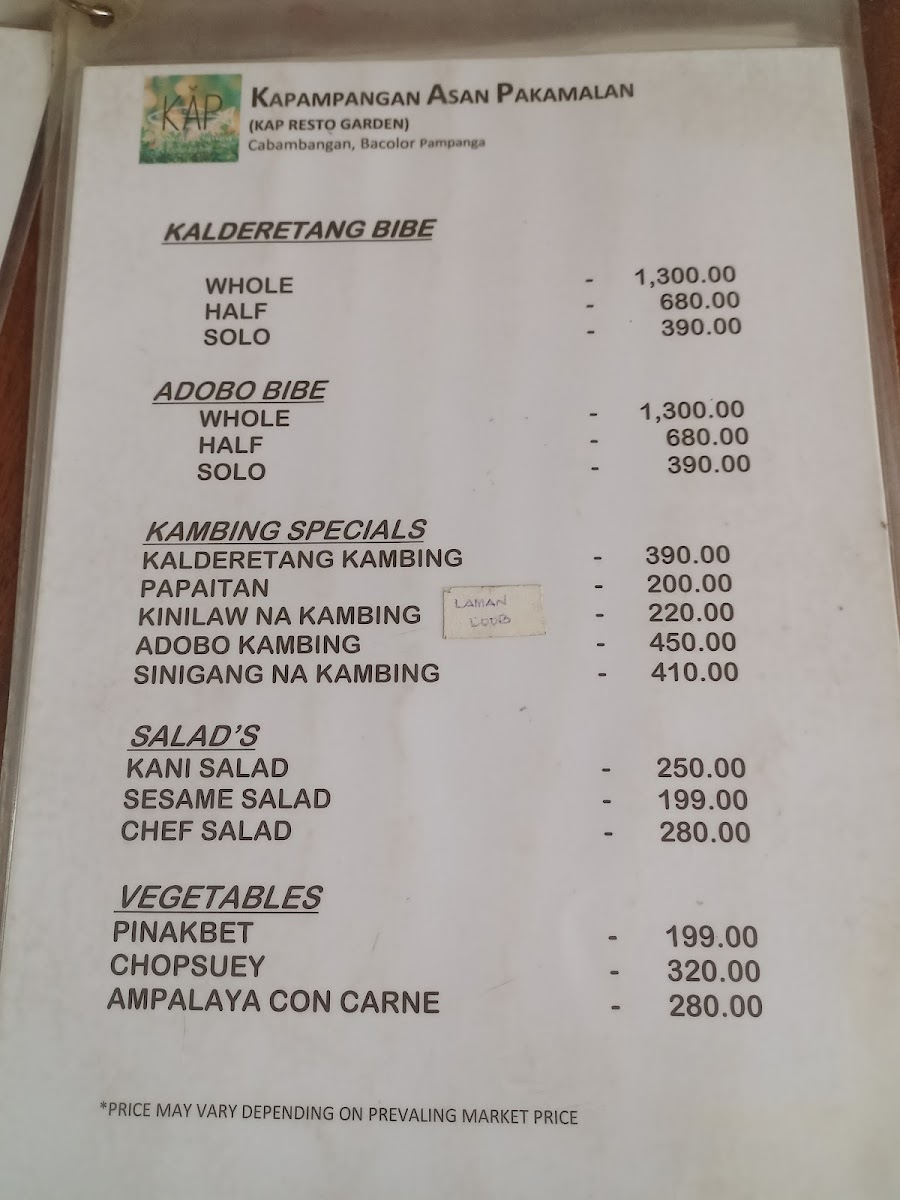 KAP
KAPAMPANGAN ASAN PAKAMALAN
(KAP RESTO GARDEN)
Cabambangan, Bacolor Pampanga
KALDERETANG BIBE
WHOLE - 1,300.00
HALF - 680.00
SOLO - 390.00
ADOBO BIBE
WHOLE - 1,300.00
HALF - 680.00
SOLO - 390.00
KAMBING SPECIALS
KALDERETANG KAMBING - 390.00
PAPAITAN - 200.00
KINILAW NA KAMBING LAMAN LOOB - 220.00
ADOBO KAMBING - 450.00
SINIGANG NA KAMBING - 410.00
SALAD'S
KANI SALAD - 250.00
SESAME SALAD - 199.00
CHEF SALAD - 280.00
VEGETABLES
PINAKBET - 199.00
CHOPSUEY - 320.00
AMPALAYA CON CARNE - 280.00
*PRICE MAY VARY DEPENDING ON PREVALING MARKET PRICE